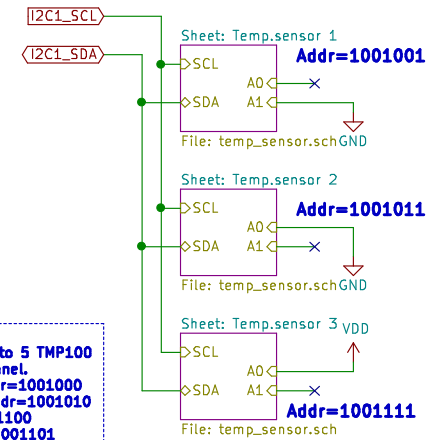 I2C1_SCL
I2C1_SDA
Sheet: Temp.sensor 1
Addr=1001001
SCL
SDA
A0
A1
File: temp_sensor.sch
GND
Sheet: Temp.sensor 2
Addr=1001011
SCL
SDA
A0
A1
File: temp_sensor.sch
GND
Sheet: Temp.sensor 3
VDD
SCL
SDA
A0
A1
Addr=1001111
File: temp_sensor.sch
to 5 TMP100
nel.
r=1001000
dr=1001010
1100
001101